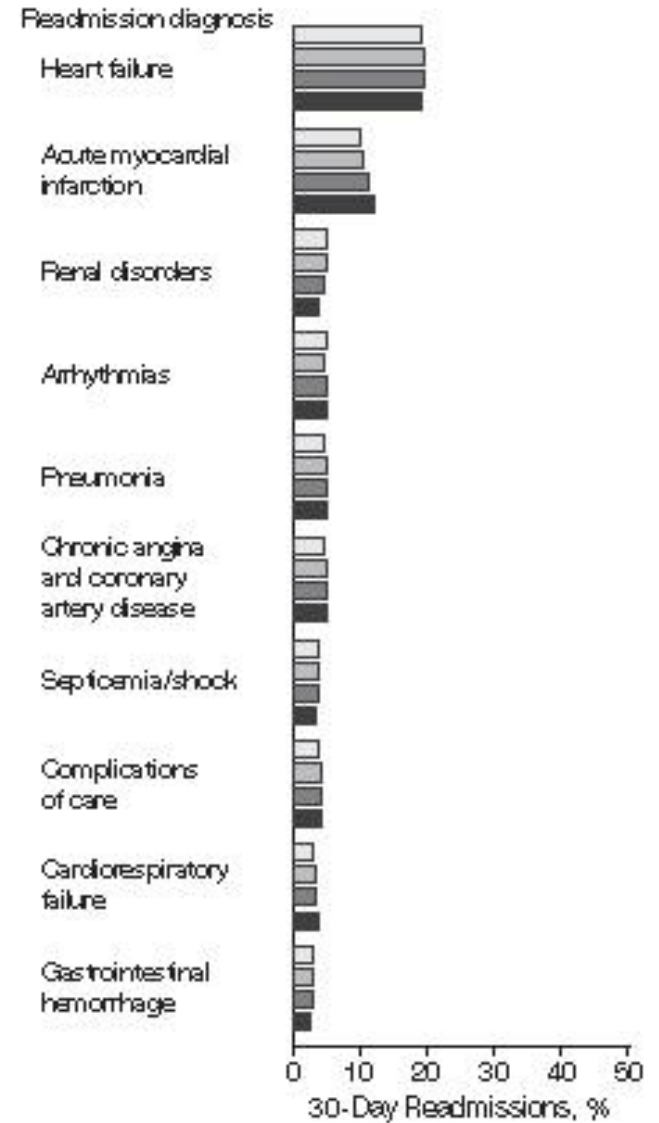 Readmission diagnosis
Heart failure
Acute myocardial
infarction
Renal disorders
Arrhythmias
Pneumonia
Chronic angina
and coronary
artery disease
Septicemia/shock
Complications
of care
Cardiorespiratory
failure
Gastrointestinal
hemorrhage
0 10 20 30 40 50
30-Day Readmissions, %